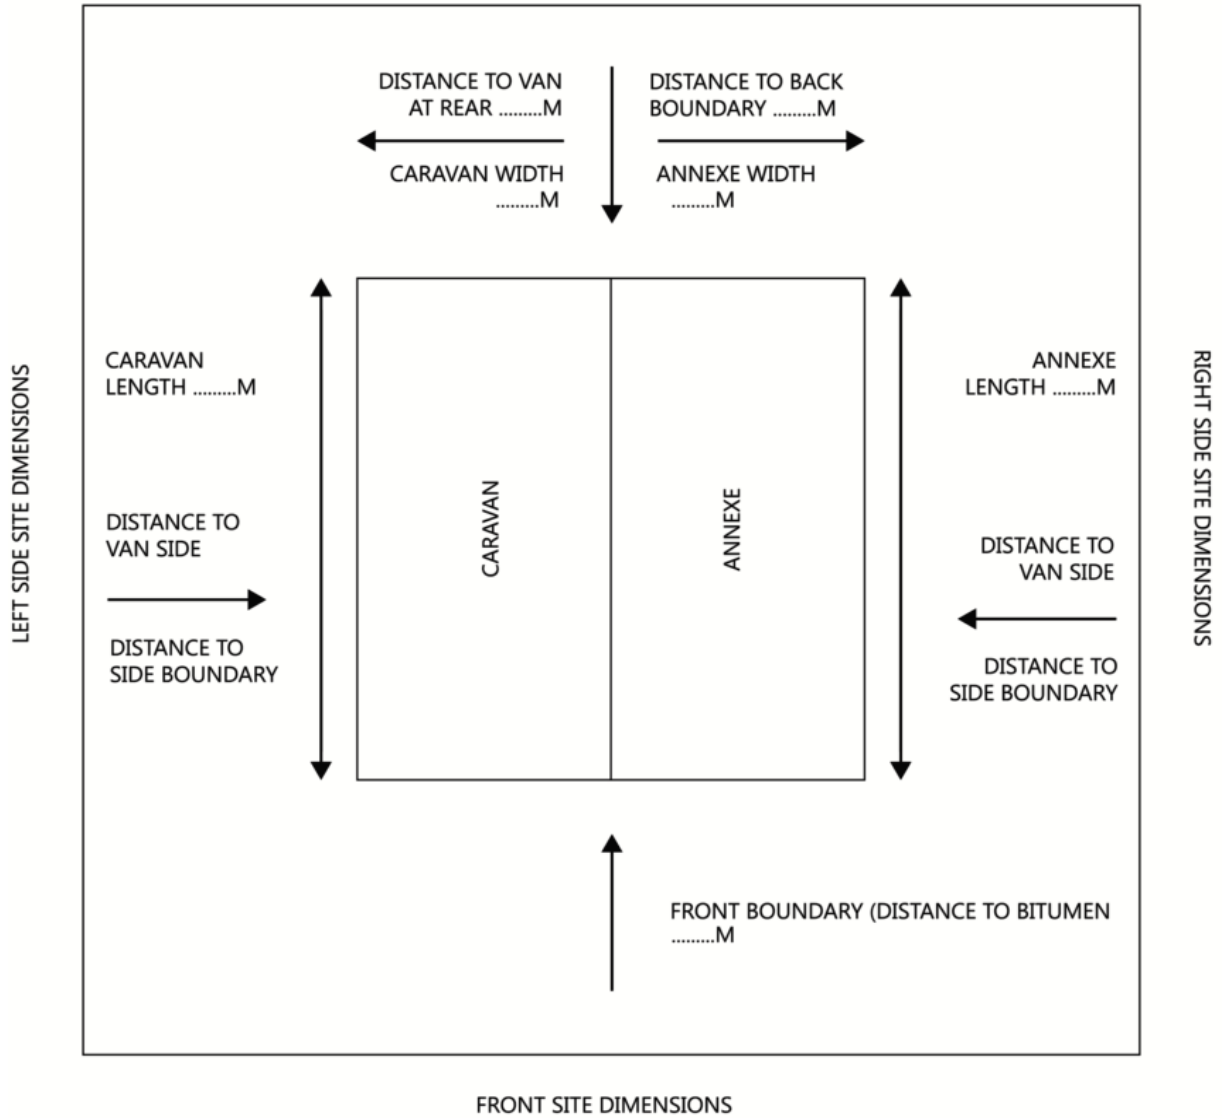 DISTANCE TO VAN
AT REAR .........M
DISTANCE TO BACK
BOUNDARY .........M
CARAVAN WIDTH
.........M
ANNEXE WIDTH
.........M
LEFT SIDE SITE DIMENSIONS
CARAVAN
LENGTH .........M
DISTANCE TO
VAN SIDE
DISTANCE TO
SIDE BOUNDARY
CARAVAN
ANNEXE
ANNEXE
LENGTH .........M
DISTANCE TO
VAN SIDE
DISTANCE TO
SIDE BOUNDARY
RIGHT SIDE SITE DIMENSIONS
FRONT BOUNDARY (DISTANCE TO BITUMEN
.........M
FRONT SITE DIMENSIONS